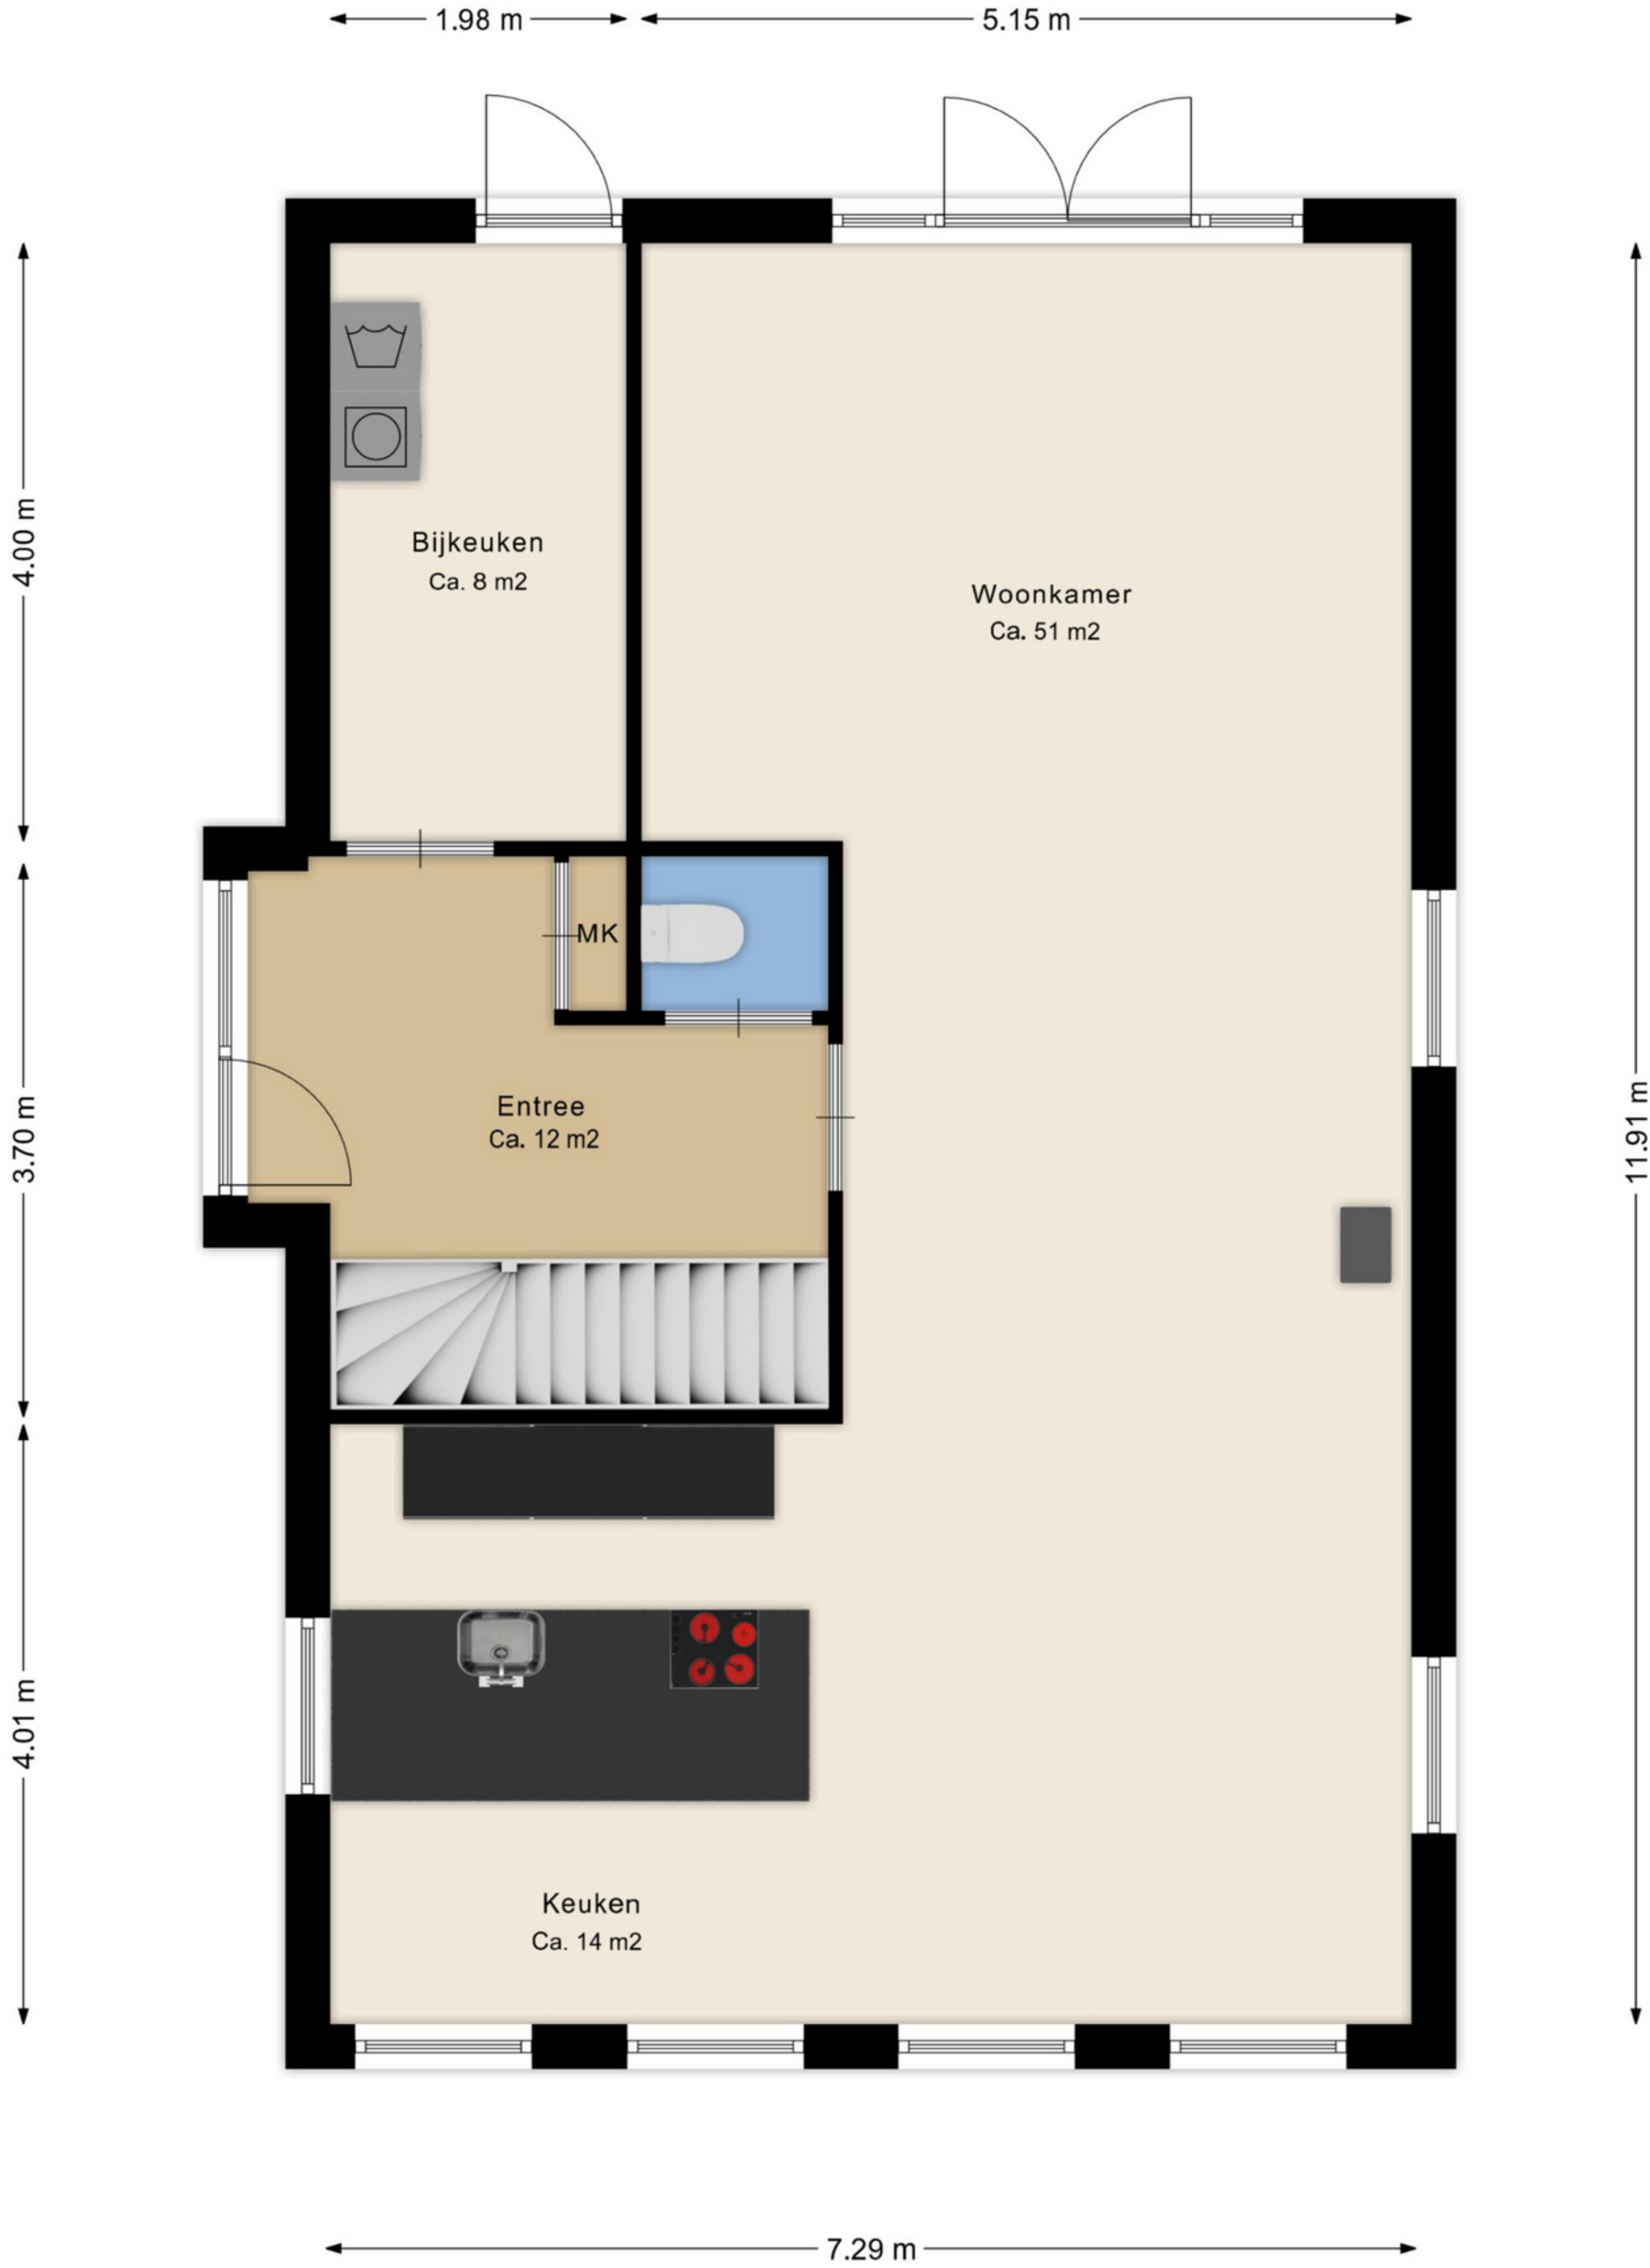 1.98 m
5.15 m
4.00 m
Bijkeuken
Ca. 8 m2
Woonkamer
Ca. 51 m2
MK
3.70 m
Entree
Ca. 12 m2
11.91 m
4.01 m
Keuken
Ca. 14 m2
7.29 m